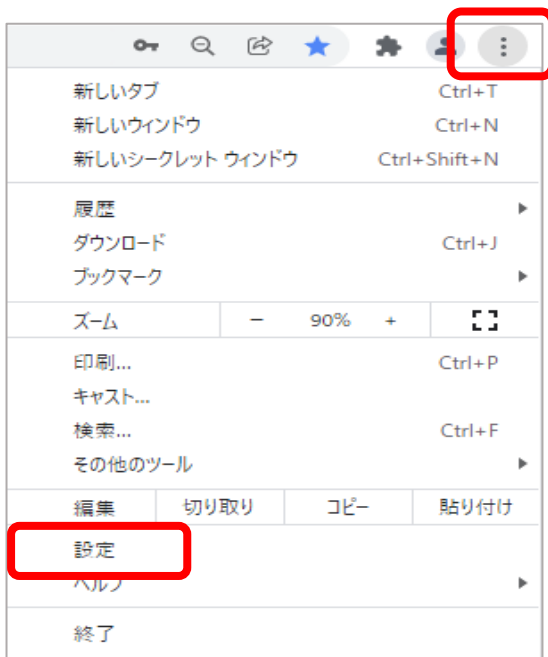 新しいタブ Ctrl+T
新しいウィンドウ Ctrl+N
新しいシークレット ウィンドウ Ctrl+Shift+N
履歴
ダウンロード Ctrl+J
ブックマーク
ズーム － 90% +
印刷... Ctrl+P
キャスト...
検索... Ctrl+F
その他のツール
編集 切り取り コピー 貼り付け
設定
ヘルプ
終了